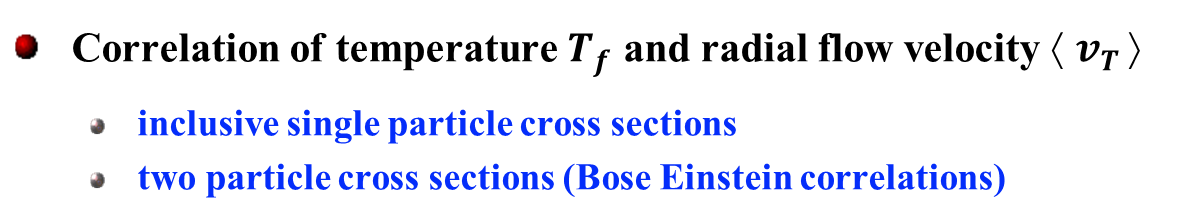 Correlation of temperature T_f and radial flow velocity ⟨ v_T ⟩
inclusive single particle cross sections
two particle cross sections (Bose Einstein correlations)